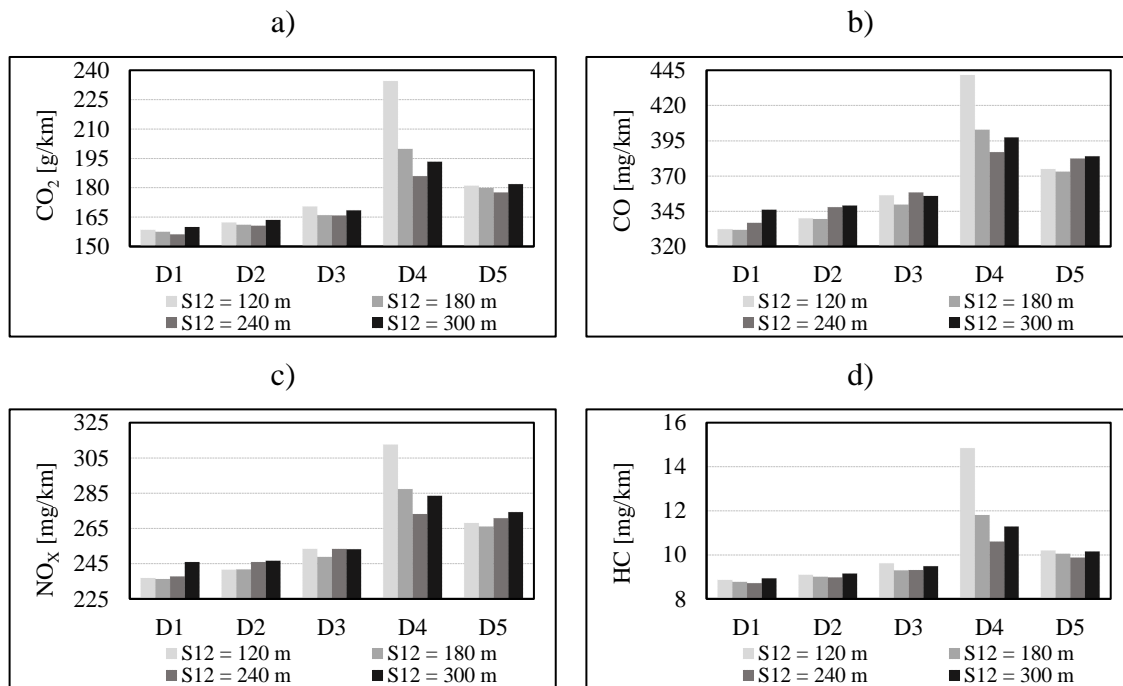 a)
CO₂ [g/km]
240
225
210
195
180
165
150
D1 D2 D3 D4 D5
S12 = 120 m S12 = 180 m
S12 = 240 m S12 = 300 m
b)
CO [mg/km]
445
420
395
370
345
320
D1 D2 D3 D4 D5
S12 = 120 m S12 = 180 m
S12 = 240 m S12 = 300 m
c)
NOₓ [mg/km]
325
305
285
265
245
225
D1 D2 D3 D4 D5
S12 = 120 m S12 = 180 m
S12 = 240 m S12 = 300 m
d)
HC [mg/km]
16
14
12
10
8
D1 D2 D3 D4 D5
S12 = 120 m S12 = 180 m
S12 = 240 m S12 = 300 m